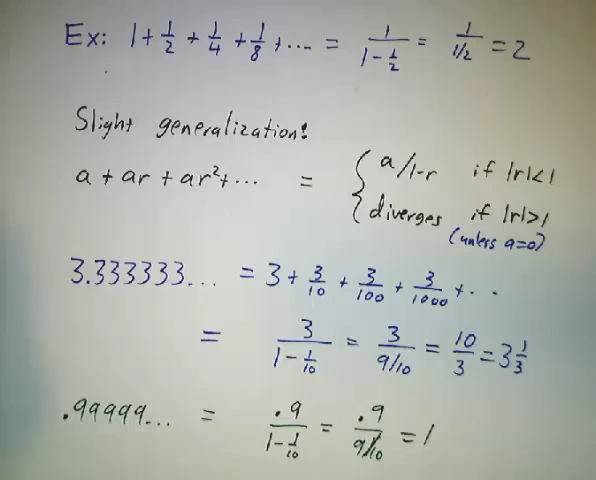 Ex: 1 + 1/2 + 1/4 + 1/8 + ... = 1/(1 - 1/2) = 1/(1/2) = 2
Slight generalization:
a + ar + ar² + ... = { a/1-r if |r|<1
diverges if |r|>1
(unless a=0)
3.333333... = 3 + 3/10 + 3/100 + 3/1000 + ...
= 3/(1 - 1/10) = 3/(9/10) = 10/3 = 3 1/3
.99999... = .9/(1 - 1/10) = .9/(9/10) = 1